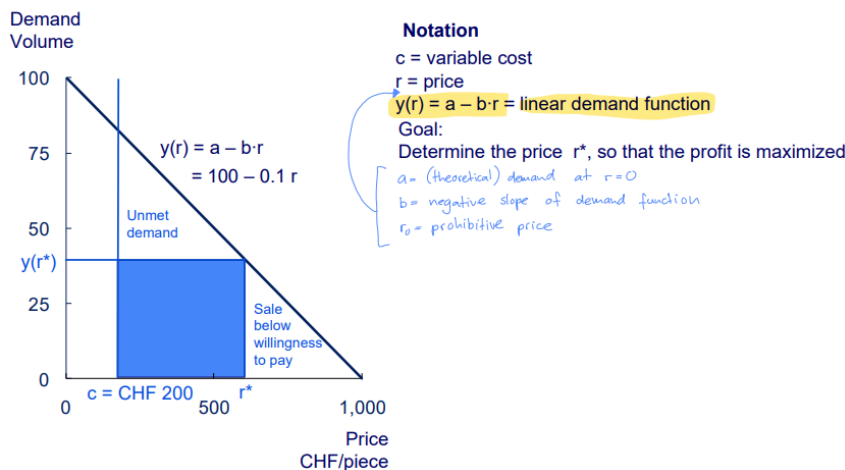 Demand
Volume
100
75
50
y(r*)
25
0
y(r) = a – b·r
= 100 – 0.1 r
Unmet
demand
Sale
below
willingness
to pay
c = CHF 200
r*
0
500
1,000
Price
CHF/piece
Notation
c = variable cost
r = price
y(r) = a – b·r = linear demand function
Goal:
Determine the price r*, so that the profit is maximized
a = (theoretical) demand at r=0
b = negative slope of demand function
r₀ = prohibitive price